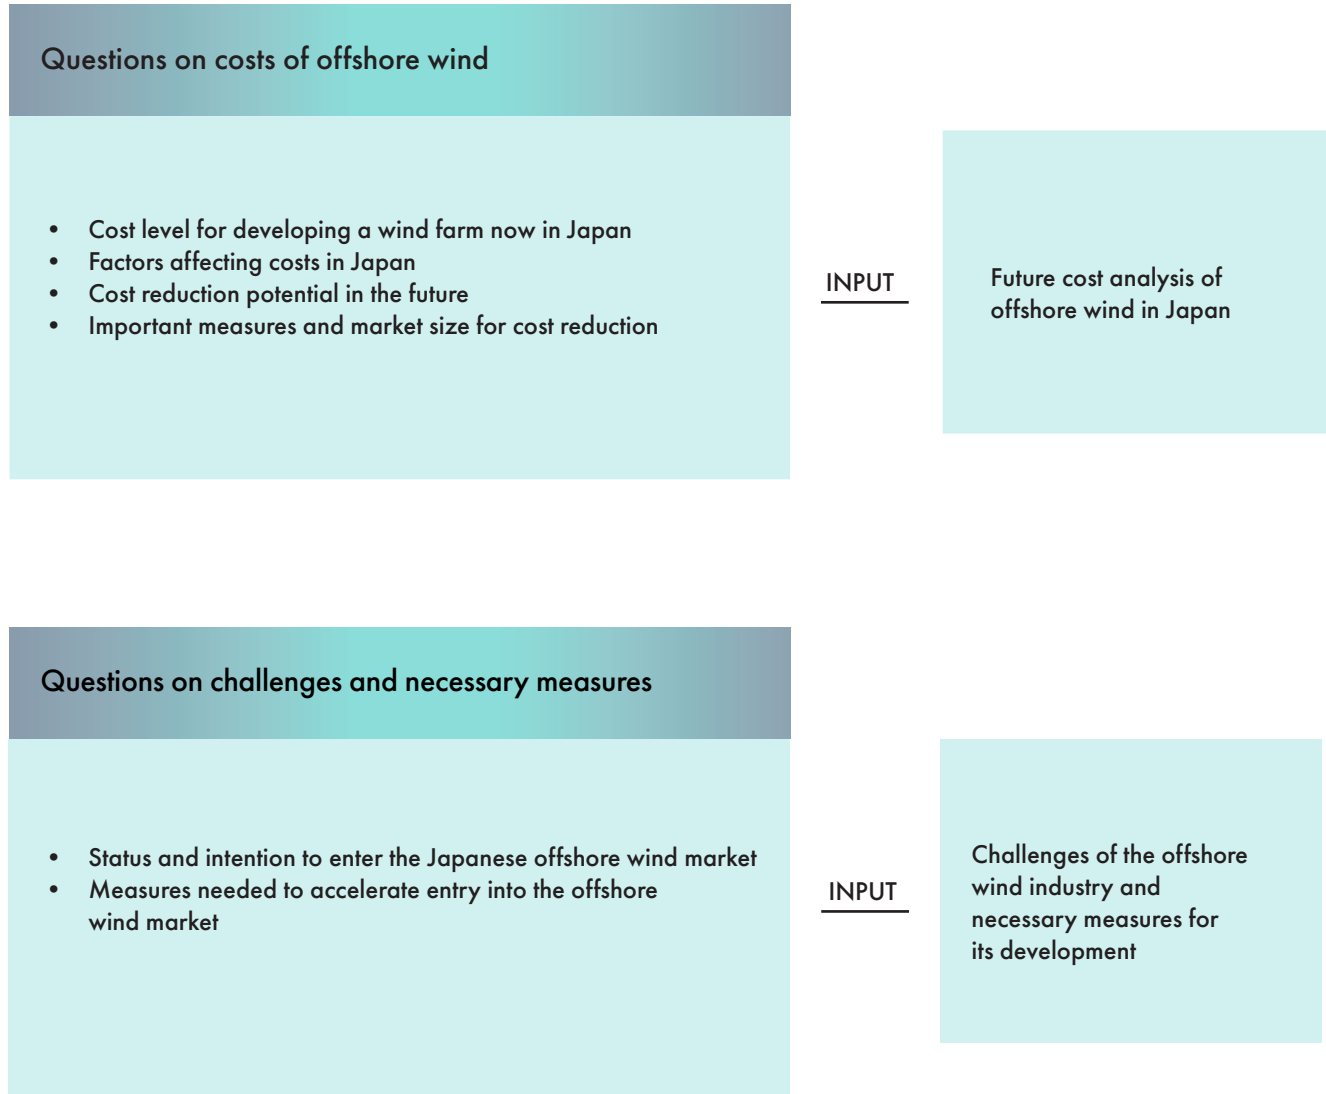 Questions on costs of offshore wind
• Cost level for developing a wind farm now in Japan
• Factors affecting costs in Japan
• Cost reduction potential in the future
• Important measures and market size for cost reduction
INPUT
Future cost analysis of
offshore wind in Japan
Questions on challenges and necessary measures
• Status and intention to enter the Japanese offshore wind market
• Measures needed to accelerate entry into the offshore
wind market
INPUT
Challenges of the offshore
wind industry and
necessary measures for
its development